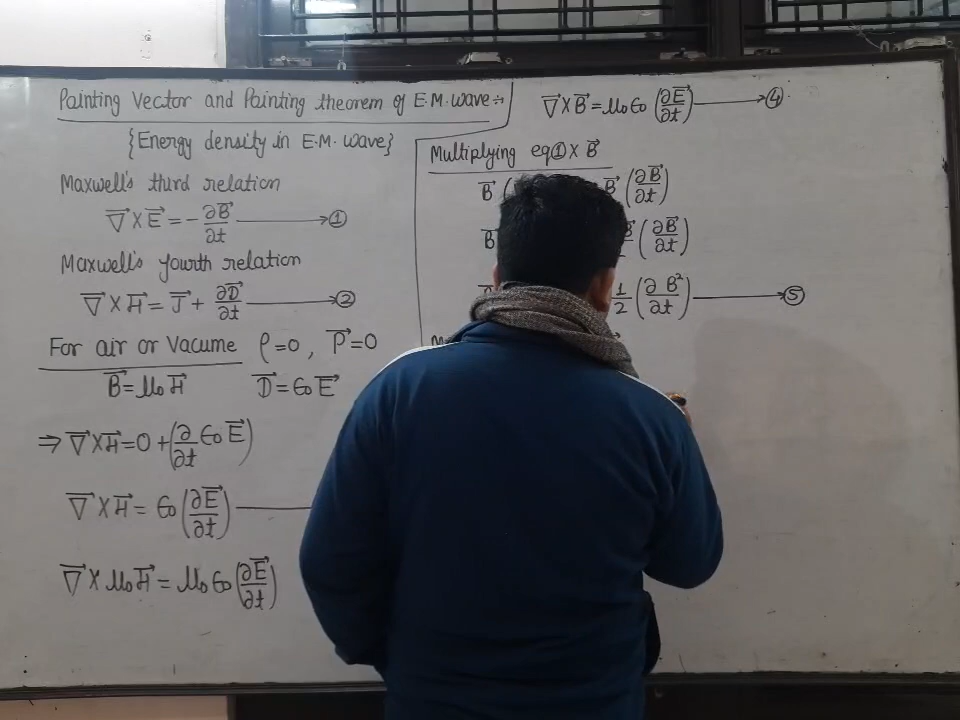 Painting Vector and Painting theorem of E.M. wave:-
{Energy density in E.M. wave}
Maxwell's third relation
∇⃗ × E⃗ = - ∂B⃗/∂t → ①
Maxwell's fourth relation
∇⃗ × H⃗ = J⃗ + ∂D⃗/∂t → ②
For air or Vacume ρ=0, P⃗=0
B⃗ = μ₀H⃗ D⃗ = ϵ₀E⃗
⇒ ∇⃗ × H⃗ = 0 + (∂/∂t ϵ₀E⃗)
∇⃗ × H⃗ = ϵ₀(∂E⃗/∂t)
∇⃗ × μ₀H⃗ = μ₀ϵ₀(∂E⃗/∂t)
∇⃗ × B⃗ = μ₀ϵ₀(∂E⃗/∂t) → ④
Multiplying eq① × B⃗
B⃗ ( B⃗ (∂B⃗/∂t)
B⃗ (∂B⃗/∂t)
1/2 (∂B²/∂t) → ⑤